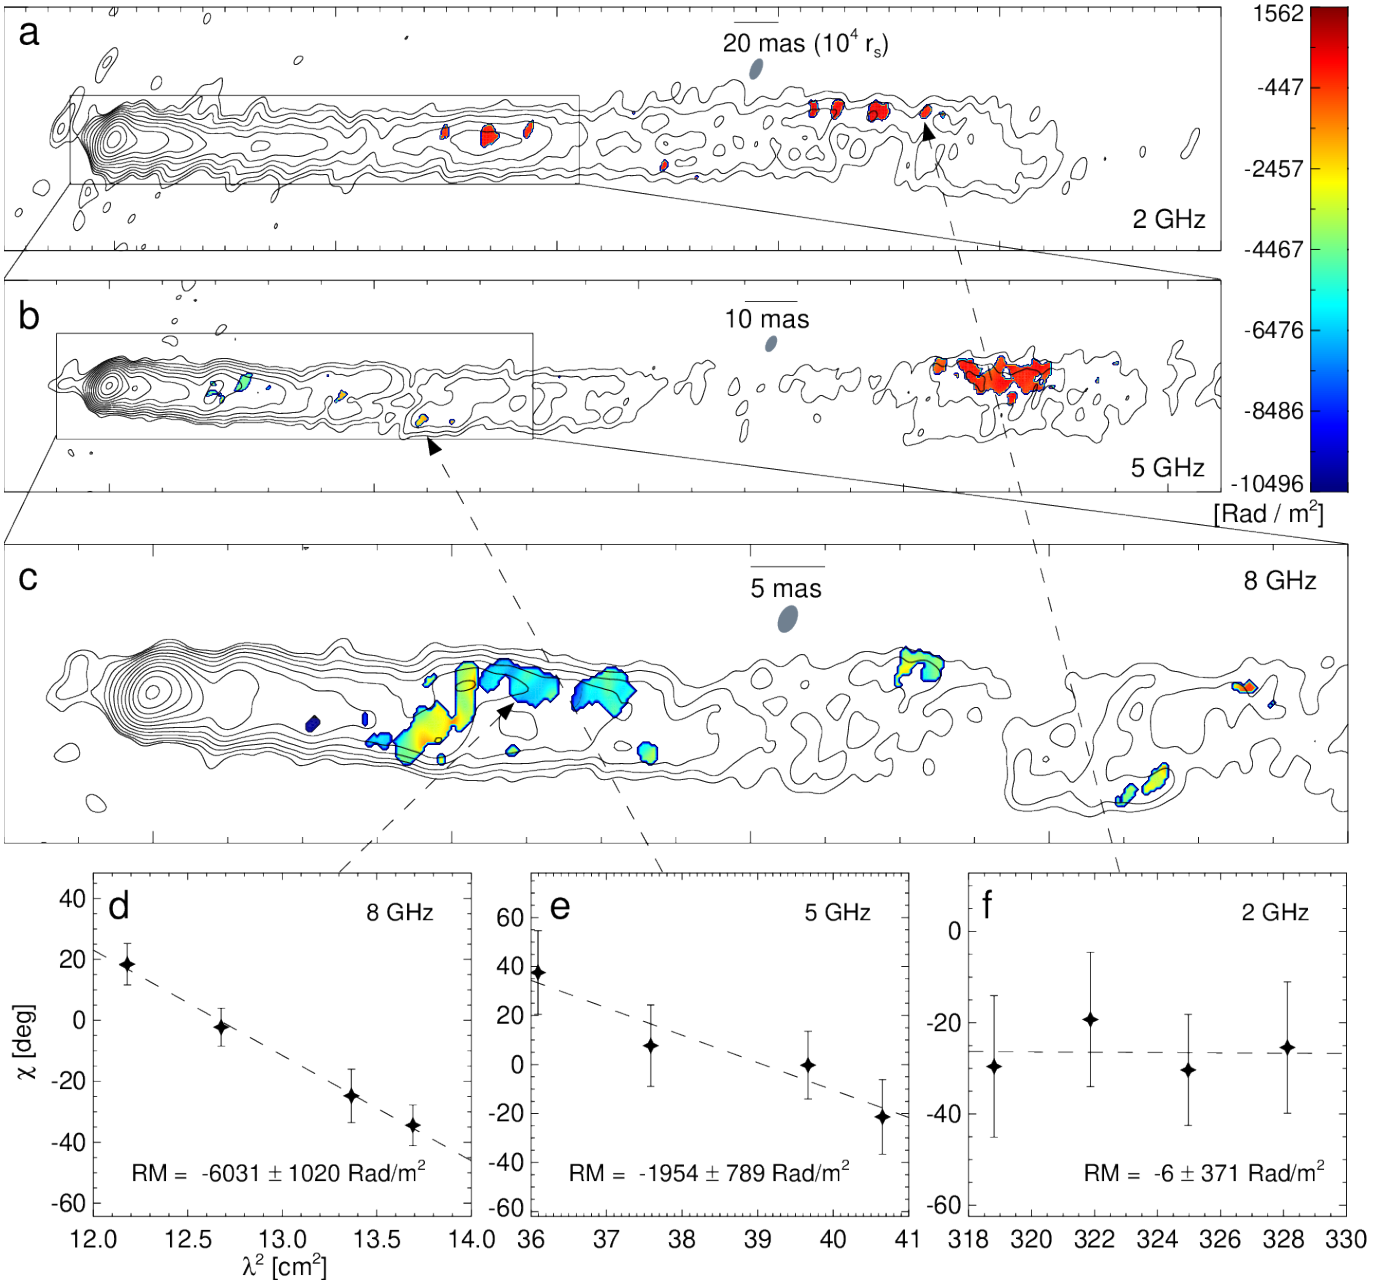 a
20 mas (10⁴ rₛ)
2 GHz
1562
-447
-2457
-4467
-6476
-8486
-10496
[Rad / m²]
b
10 mas
5 GHz
c
5 mas
8 GHz
d
8 GHz
40
20
0
-20
-40
-60
χ [deg]
RM = -6031 ± 1020 Rad/m²
12.0 12.5 13.0 13.5 14.0
λ² [cm²]
e
5 GHz
60
40
20
0
-20
-40
-60
RM = -1954 ± 789 Rad/m²
36 37 38 39 40 41
f
2 GHz
0
-20
-40
-60
RM = -6 ± 371 Rad/m²
318 320 322 324 326 328 330